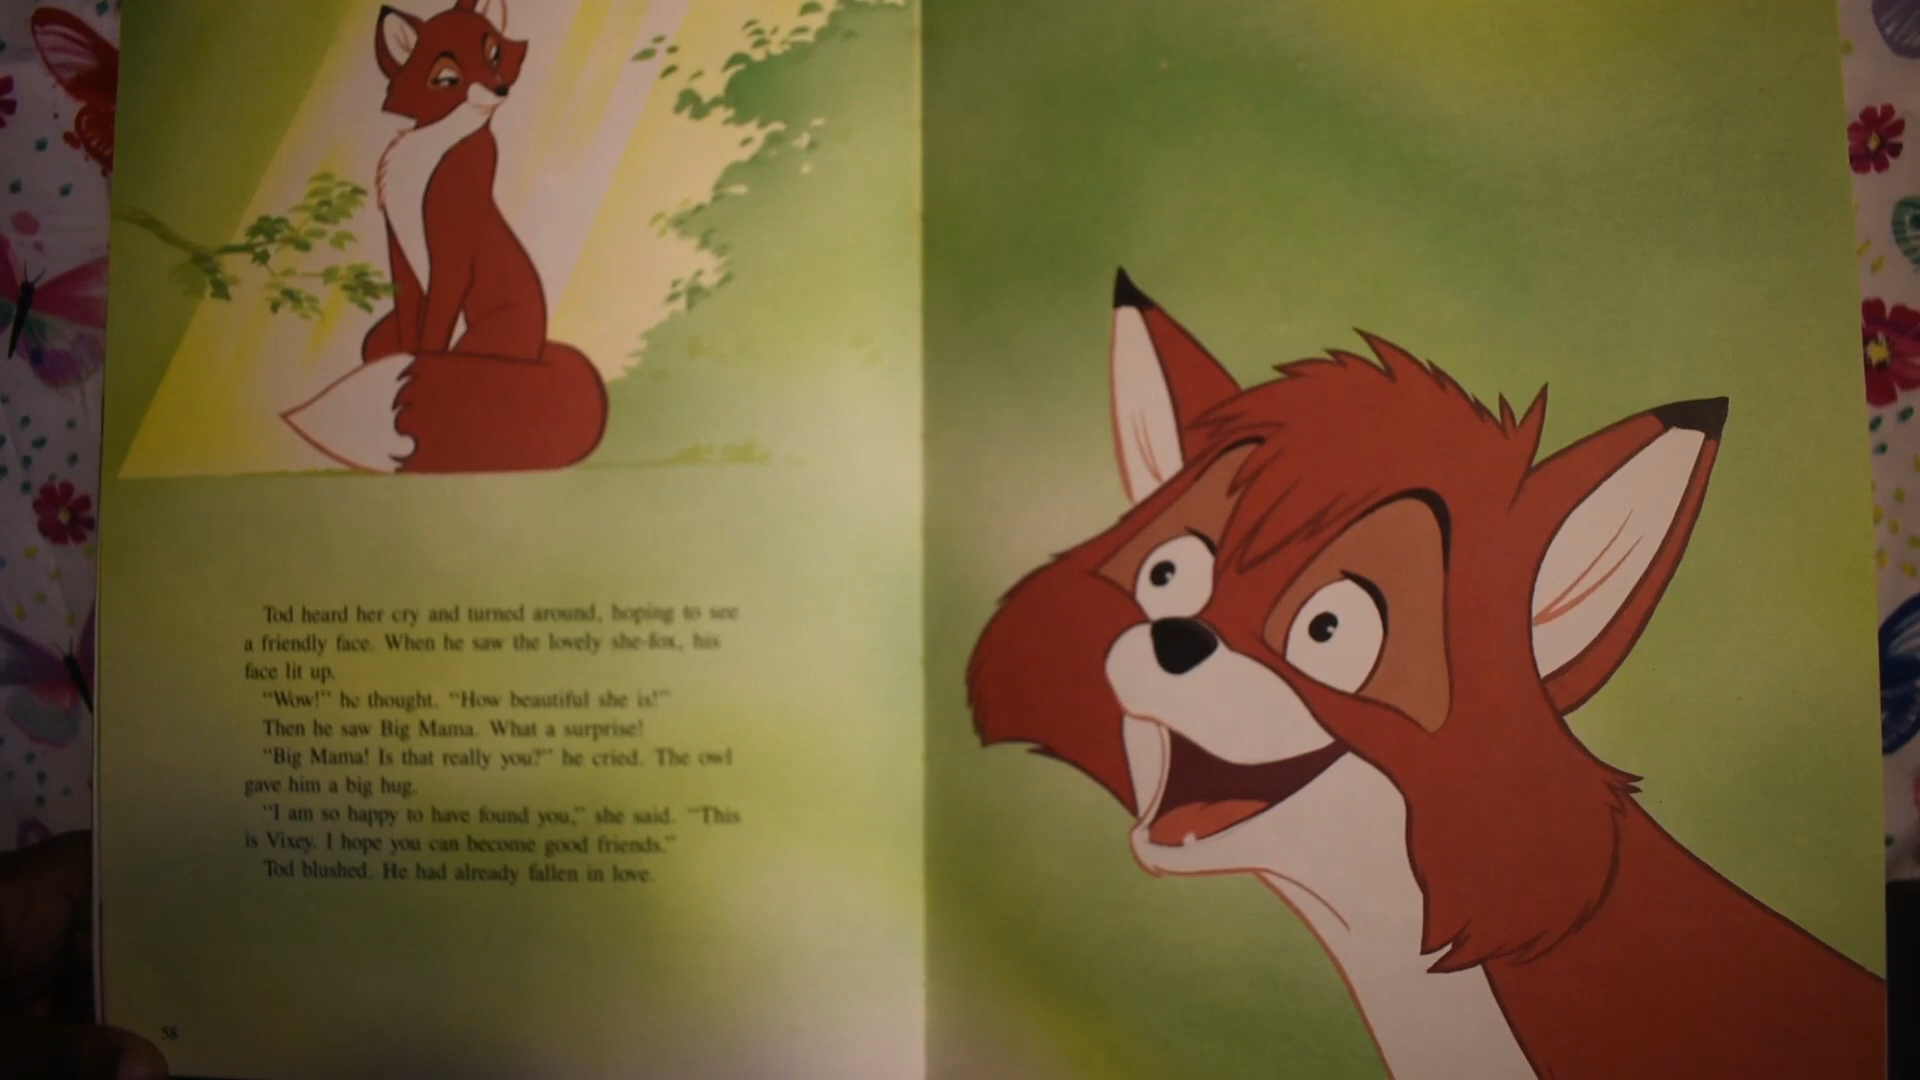 Tod heard her cry and turned around, hoping to see
a friendly face. When he saw the lovely she-fox, his
face lit up.
"Wow!" he thought. "How beautiful she is!"
Then he saw Big Mama. What a surprise!
"Big Mama! Is that really you?" he cried. The owl
gave him a big hug.
"I am so happy to have found you," she said. "This
is Vixey. I hope you can become good friends."
Tod blushed. He had already fallen in love.
58